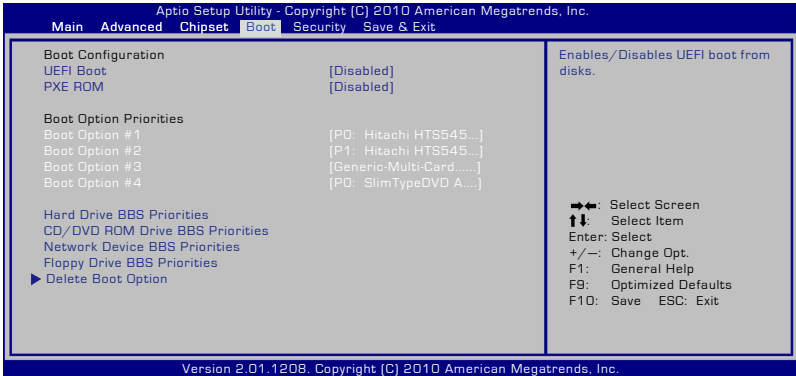 Aptio Setup Utility - Copyright (C) 2010 American Megatrends, Inc.
Main Advanced Chipset Boot Security Save & Exit
Boot Configuration
UEFI Boot [Disabled]
PXE ROM [Disabled]
Boot Option Priorities
Boot Option #1 [P0: Hitachi HTS545...]
Boot Option #2 [P1: Hitachi HTS545...]
Boot Option #3 [Generic-Multi-Card......]
Boot Option #4 [P0: SlimTypeDVD A....]
Hard Drive BBS Priorities
CD/DVD ROM Drive BBS Priorities
Network Device BBS Priorities
Floppy Drive BBS Priorities
Delete Boot Option
Enables/Disables UEFI boot from
disks.
→←: Select Screen
↑↓: Select Item
Enter: Select
+/—: Change Opt.
F1: General Help
F9: Optimized Defaults
F10: Save ESC: Exit
Version 2.01.1208. Copyright (C) 2010 American Megatrends, Inc.